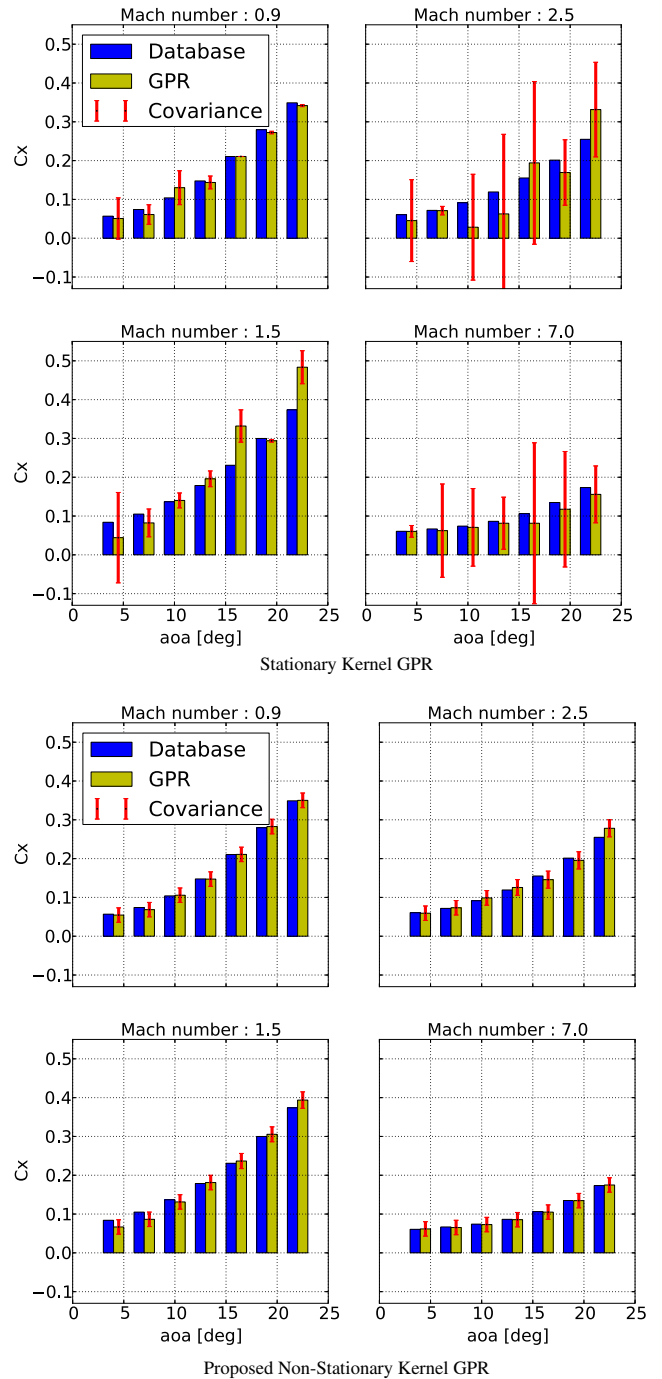 Mach number : 0.9
0.5
0.4
0.3
0.2
0.1
0.0
−0.1
Cx
Database
GPR
Covariance
Mach number : 2.5
Mach number : 1.5
0.5
0.4
0.3
0.2
0.1
0.0
−0.1
Cx
0 5 10 15 20 25
aoa [deg]
Mach number : 7.0
0 5 10 15 20 25
aoa [deg]
Stationary Kernel GPR
Mach number : 0.9
0.5
0.4
0.3
0.2
0.1
0.0
−0.1
Cx
Database
GPR
Covariance
Mach number : 2.5
Mach number : 1.5
0.5
0.4
0.3
0.2
0.1
0.0
−0.1
Cx
0 5 10 15 20 25
aoa [deg]
Mach number : 7.0
0 5 10 15 20 25
aoa [deg]
Proposed Non-Stationary Kernel GPR